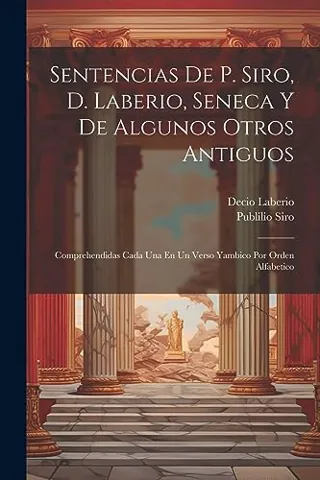 Sentencias De P. Siro,
D. Laberio, Seneca Y
De Algunos Otros
Antiguos
Decio Laberio
Publilio Siro
Comprehendidas Cada Una En Un Verso Yambico Por Orden
Alfabetico